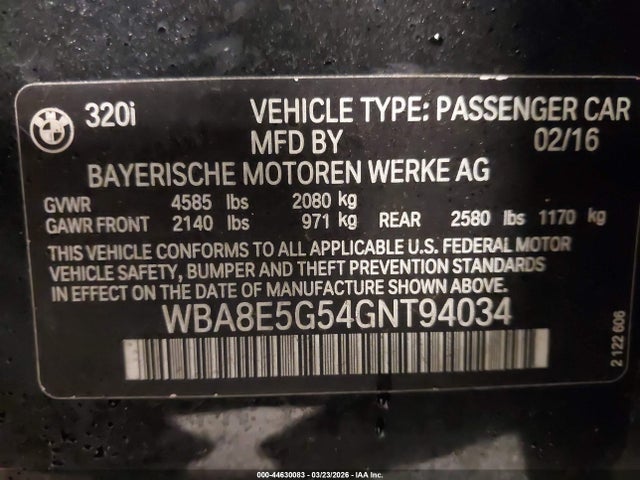 320i VEHICLE TYPE: PASSENGER CAR
MFD BY 02/16
BAYERISCHE MOTOREN WERKE AG
GVWR 4585 lbs 2080 kg
GAWR FRONT 2140 lbs 971 kg REAR 2580 lbs 1170 kg
THIS VEHICLE CONFORMS TO ALL APPLICABLE U.S. FEDERAL MOTOR
VEHICLE SAFETY, BUMPER AND THEFT PREVENTION STANDARDS
IN EFFECT ON THE DATE OF MANUFACTURE SHOWN ABOVE.
WBA8E5G54GNT94034
2 122 606
000-44630083 - 03/23/2026 - IAAI.COM